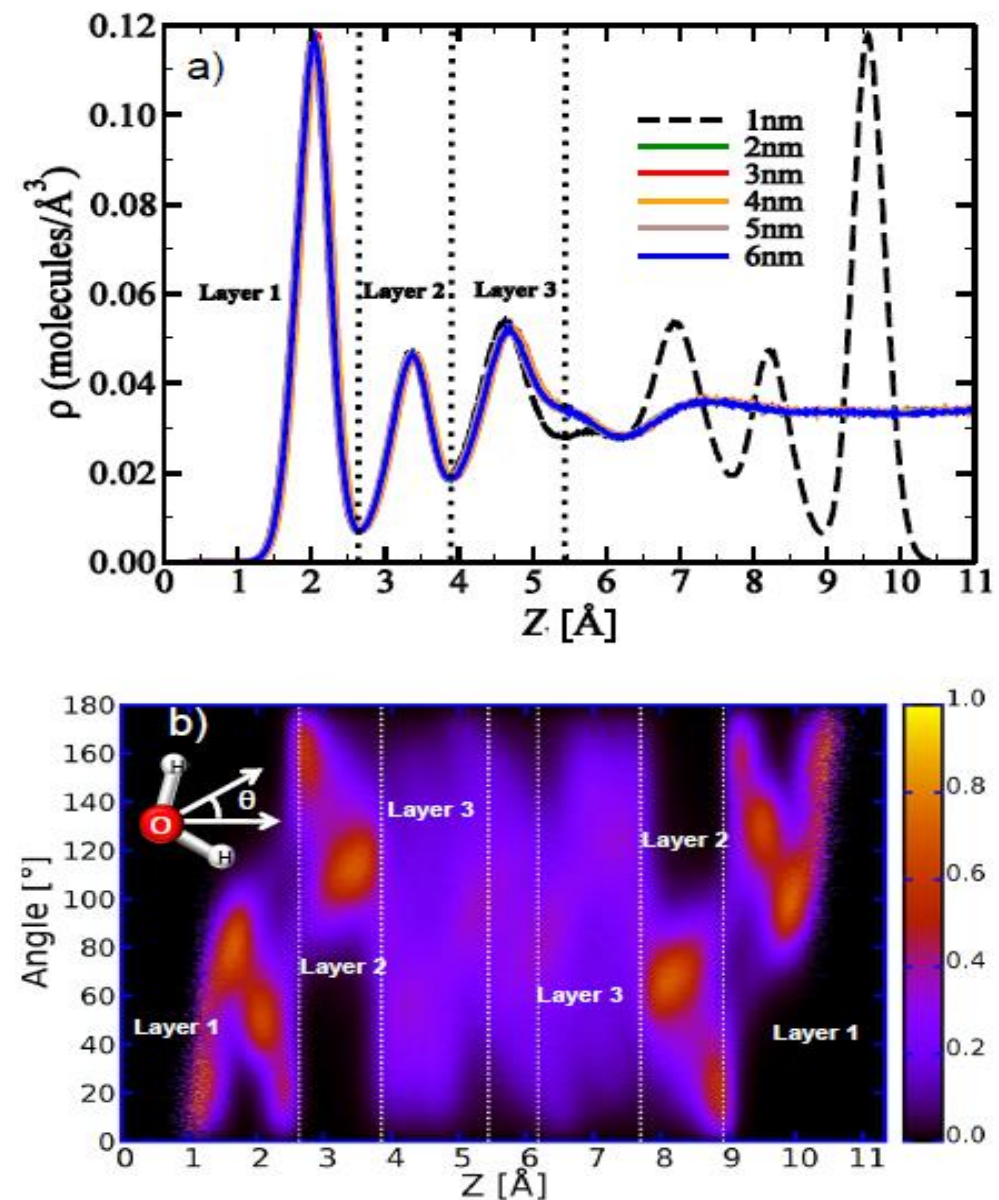 a)
ρ (molecules/Å³)
0.12
0.10
0.08
0.06
0.04
0.02
0.00
1nm
2nm
3nm
4nm
5nm
6nm
Layer 1
Layer 2
Layer 3
0 1 2 3 4 5 6 7 8 9 10 11
Z [Å]
b)
Angle [°]
180
160
140
120
100
80
60
40
20
0
H
θ
O
H
Layer 3
Layer 2
Layer 2
Layer 3
Layer 1
Layer 1
1.0
0.8
0.6
0.4
0.2
0.0
0 1 2 3 4 5 6 7 8 9 10 11
Z [Å]